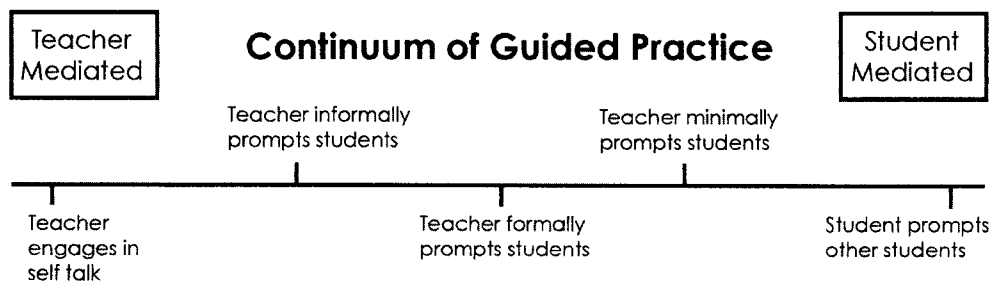 Teacher
Mediated
Continuum of Guided Practice
Student
Mediated
Teacher informally
prompts students
Teacher minimally
prompts students
Teacher
engages in
self talk
Teacher formally
prompts students
Student prompts
other students